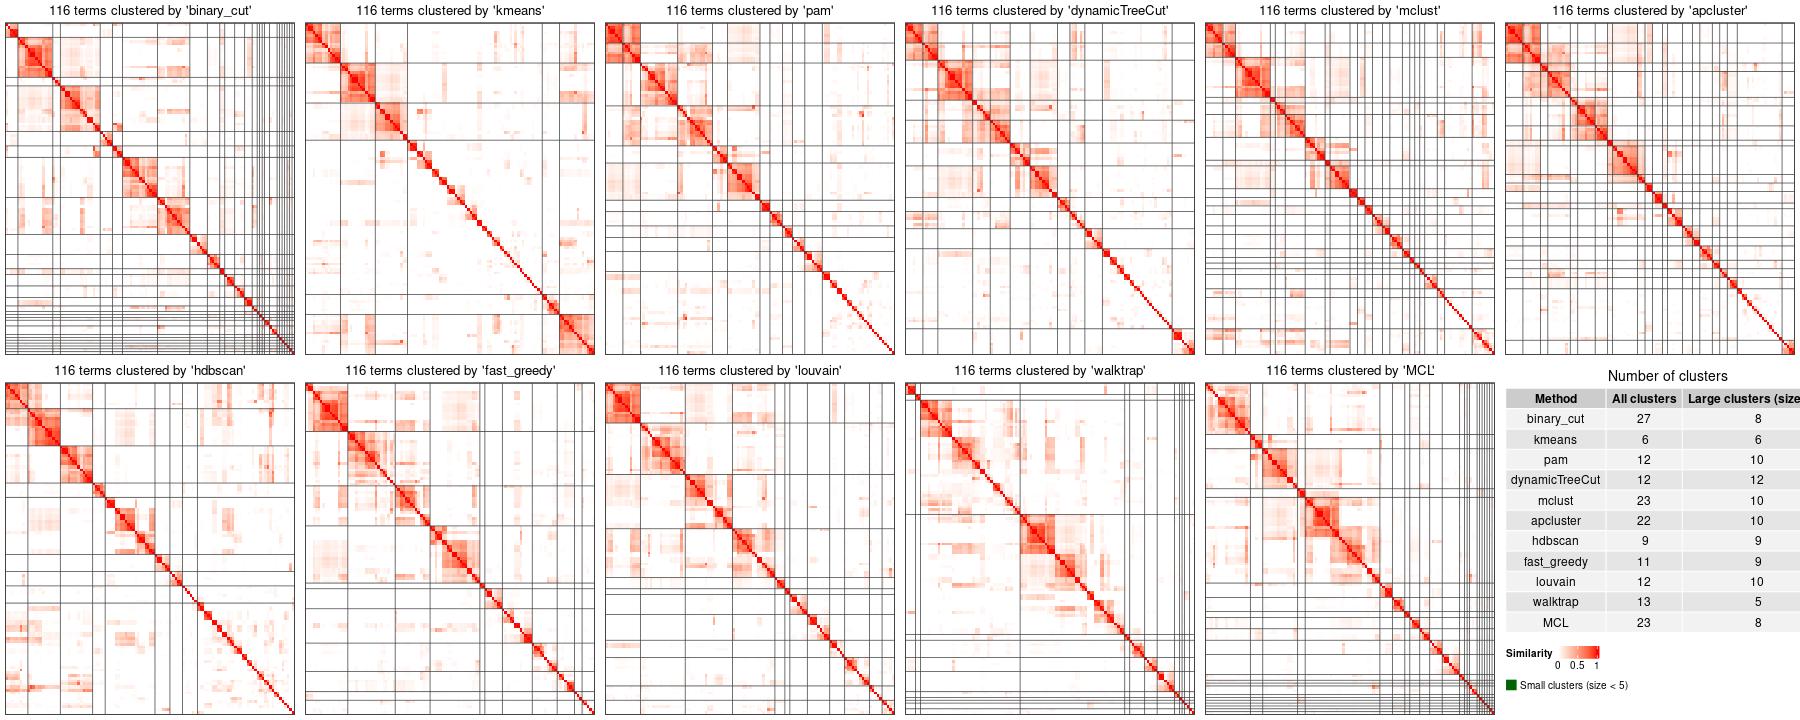 116 terms clustered by 'binary_cut'
116 terms clustered by 'kmeans'
116 terms clustered by 'pam'
116 terms clustered by 'dynamicTreeCut'
116 terms clustered by 'mclust'
116 terms clustered by 'apcluster'
116 terms clustered by 'hdbscan'
116 terms clustered by 'fast_greedy'
116 terms clustered by 'louvain'
116 terms clustered by 'walktrap'
116 terms clustered by 'MCL'
Number of clusters
Method All clusters Large clusters (size
binary_cut 27 8
kmeans 6 6
pam 12 10
dynamicTreeCut 12 12
mclust 23 10
apcluster 22 10
hdbscan 9 9
fast_greedy 11 9
louvain 12 10
walktrap 13 5
MCL 23 8
Similarity
0 0.5 1
Small clusters (size < 5)